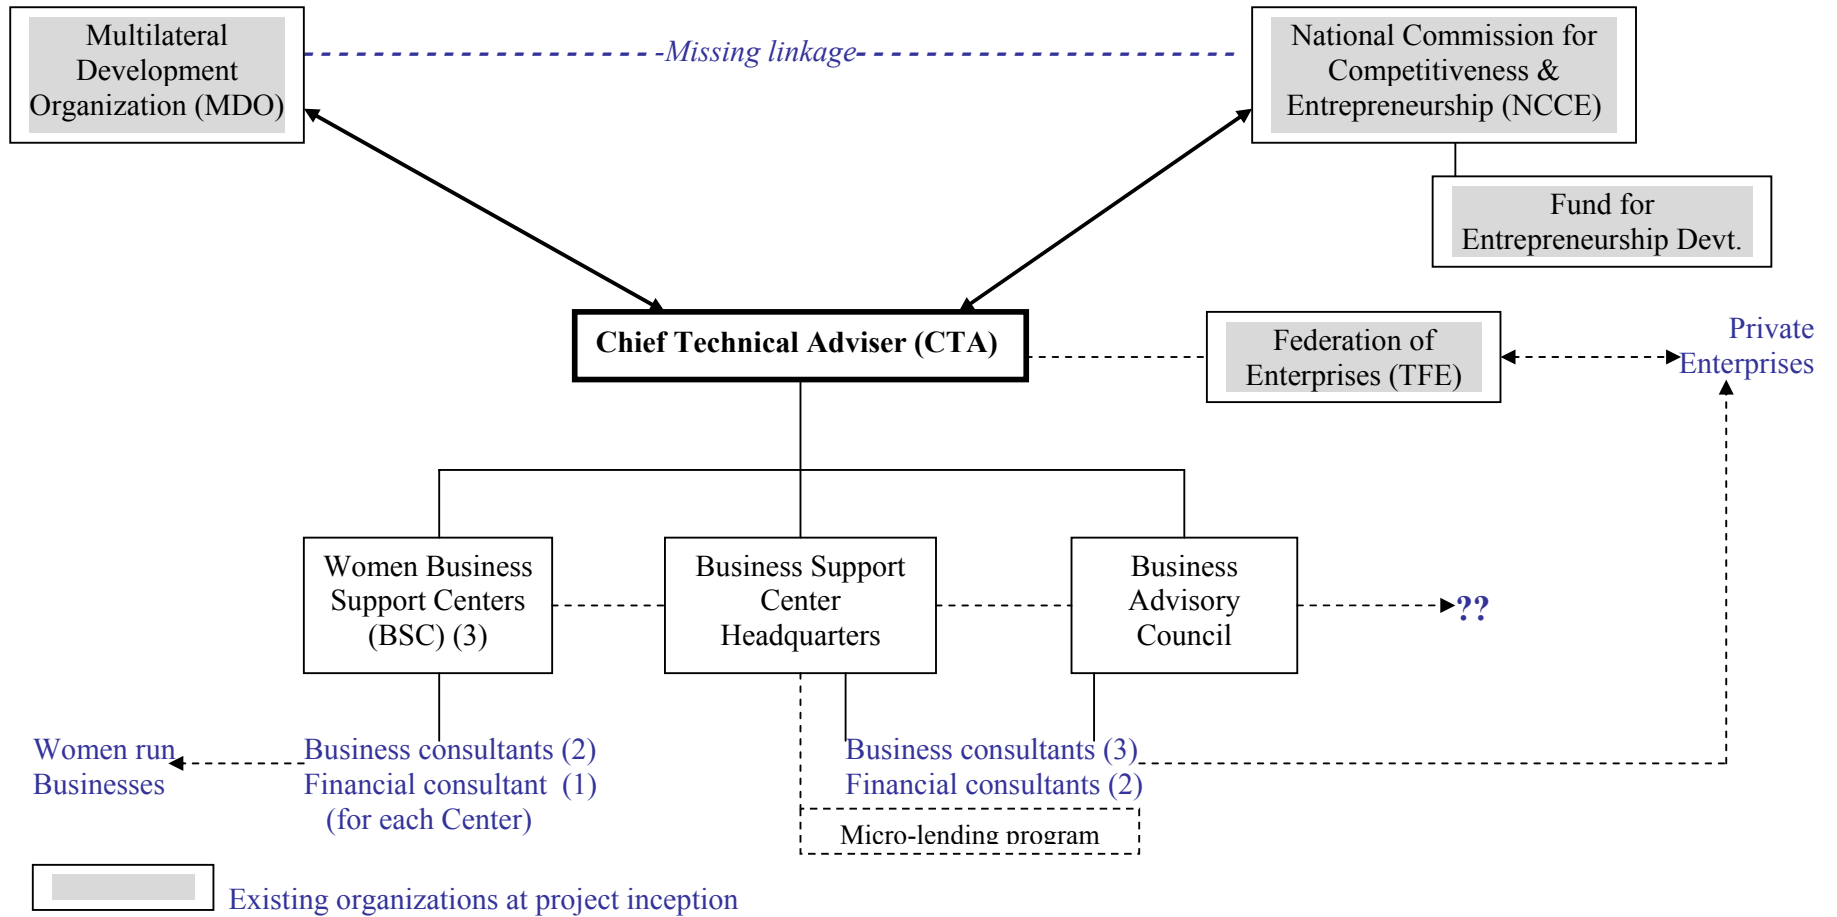 Multilateral
Development
Organization (MDO)
-Missing linkage
National Commission for
Competitiveness &
Entrepreneurship (NCCE)
Fund for
Entrepreneurship Devt.
Chief Technical Adviser (CTA)
Federation of
Enterprises (TFE)
Private
Enterprises
Women Business
Support Centers
(BSC) (3)
Business Support
Center
Headquarters
Business
Advisory
Council
??
Women run
Businesses
Business consultants (2)
Financial consultant (1)
(for each Center)
Business consultants (3)
Financial consultants (2)
Micro-lending program
Existing organizations at project inception